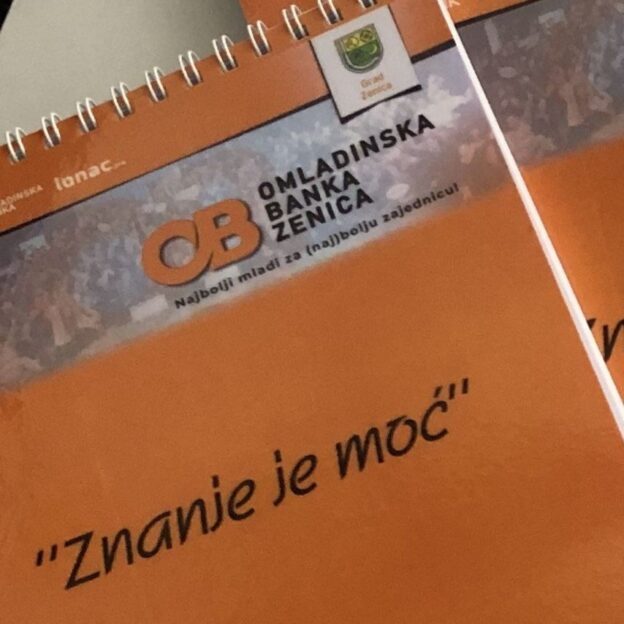 Grad
Zenica
lonac
OB
OMLADINSKA
BANKA
ZENICA
Najbolji mladi za (naj)bolju zajednicu!
"Znanje je moć"